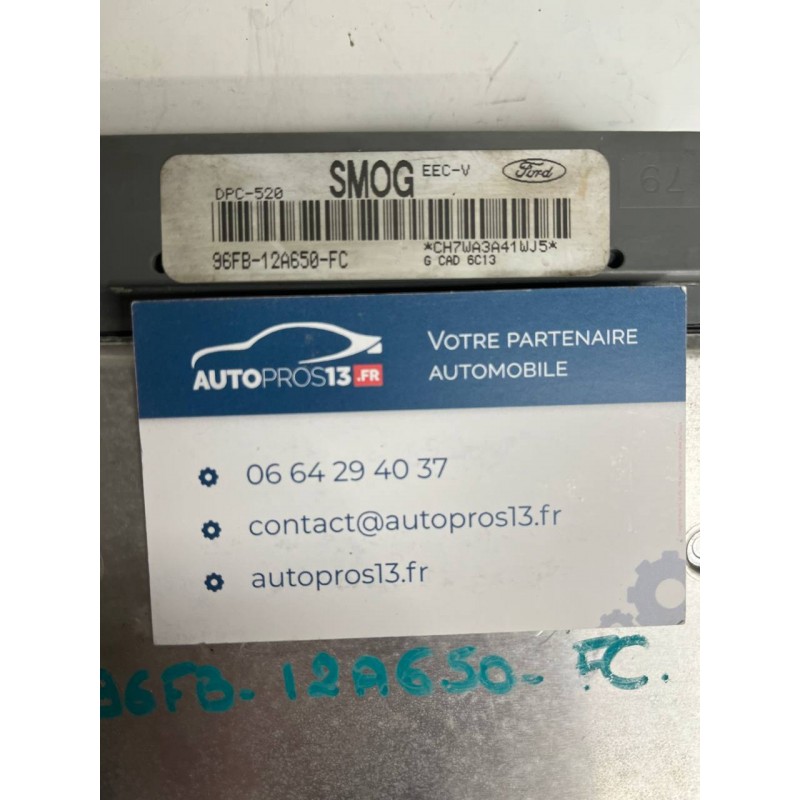 DPC-520 SMOG EEC-V Ford
96FB-12A650-FC *CH7WA3A41WJ5*
G CAD 6C13
79
AUTOPROS13.FR
VOTRE PARTENAIRE
AUTOMOBILE
06 64 29 40 37
contact@autopros13.fr
autopros13.fr
96FB-12A650-FC.